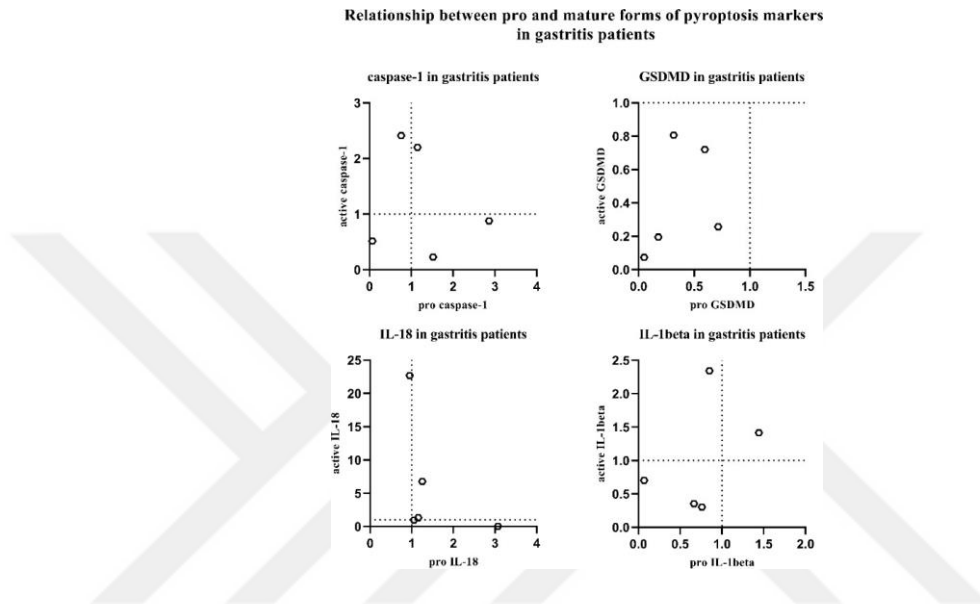 Relationship between pro and mature forms of pyroptosis markers
in gastritis patients
caspase-1 in gastritis patients
active caspase-1
3
2
1
0
0 1 2 3 4
pro caspase-1
GSDMD in gastritis patients
active GSDMD
1.0
0.8
0.6
0.4
0.2
0.0
0.0 0.5 1.0 1.5
pro GSDMD
IL-18 in gastritis patients
active IL-18
25
20
15
10
5
0
0 1 2 3 4
pro IL-18
IL-1beta in gastritis patients
active IL-1beta
2.5
2.0
1.5
1.0
0.5
0.0
0.0 0.5 1.0 1.5 2.0
pro IL-1beta